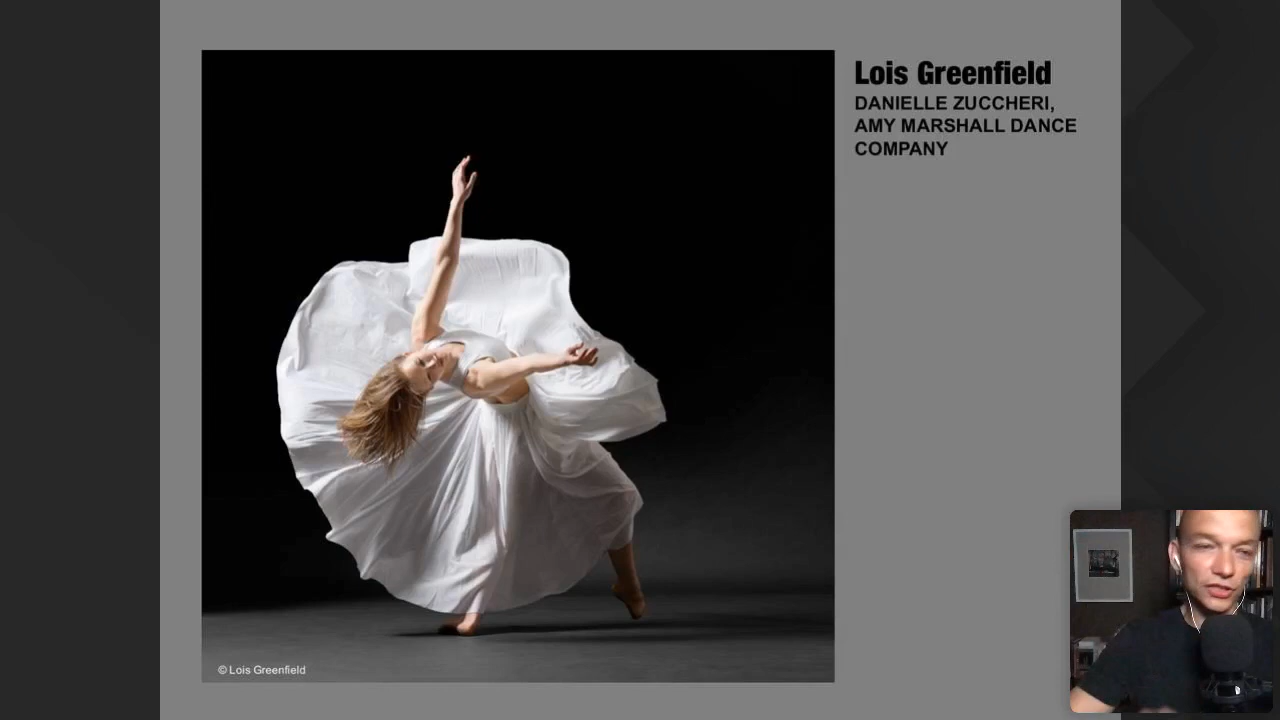 Lois Greenfield
DANIELLE ZUCCHERI,
AMY MARSHALL DANCE
COMPANY
© Lois Greenfield